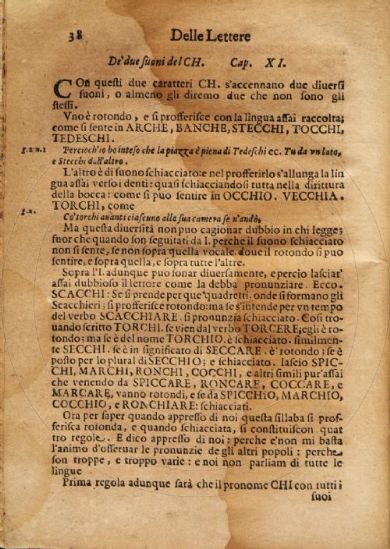 38 Delle Lettere
De' due suoni del CH. Cap. XI.
COn questi due caratteri CH. s'accennano due diuersi
suoni, o almeno gli diremo due che non sono gli
stessi.
Vno è rotondo, e si profferisce con la lingua assai raccolta;
come si sente in ARCHE, BANCHE, STECCHI, TOCCHI,
TEDESCHI.
g.2.n.1 Percioch'io ho inteso che la piazza è piena di Tedeschi ec. Tu da vn lato,
e Stecchi dall'altro.
L'altro è di suono schiacciato: e nel profferirlo s'allunga la lin
gua assai verso i denti: quasi schiacciandosi tutta nella dirittura
della bocca: come si può sentire in OCCHIO, VECCHIA,
TORCHI, come
g.2. Co' torchi auanti ciascuno alla sua camera se n'andò,
Ma questa diuersità non può cagionar dubbio in chi legge;
fuor che quando son seguitati da I. perche il suono schiacciato
non si sente, se non sopra quella vocale. doue il rotondo si può
sentire, e sopra quella, e sopra tutte l'altre.
Sopra l'I. adunque può sonar diuersamente, e percio lasciar'
assai dubbioso il lettore come la debba pronunziare. Ecco.
SCACCHI: Se si prende per que' quadretti, onde si formano gli
Scacchieri: si profferisce rotondo: ma se s'intende per vn tempo
del verbo SCACCHIARE. si pronunzia schiacciato. Così tro-
uando scritto TORCHI. se vien dal verbo TORCERE; egli è ro-
tondo: ma se è del nome TORCHIO, è schiacciato. similmen-
te SECCHI. se è in significato di SECCARE. è rotondo; se è
posto per lo plural di SECCHIO; e schiacciato. lascio SPIC-
CHI, MARCHI, RONCHI, COCCHI, e altri simili pur'assai
che venendo da SPICCARE, RONCARE, COCCARE, e
MARCARE, vanno rotondi, e se da SPICCHIO, MARCHIO,
COCCHIO, e RONCHIARE: schiacciati.
Ora per saper quando appresso di noi questa sillaba si prof-
ferisca rotonda, e quando schiacciata, si constituiscon quat
tro regole. E dico appresso di noi: perche e' non mi basta
l'animo d'osseruar le pronunzie de gli altri popoli: perche
son troppe, e troppo varie: e noi non parliam di tutte le
lingue
Prima regola adunque sarà che il pronome CHI con tutti i
suoi